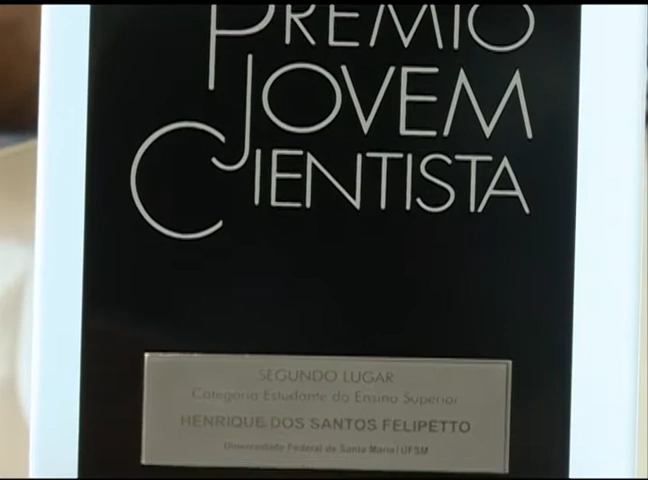 PRÊMIO
JOVEM
CIENTISTA
SEGUNDO LUGAR
Categoria Estudante do Ensino Superior
HENRIQUE DOS SANTOS FELIPETTO
Universidade Federal de Santa Maria | UFSM